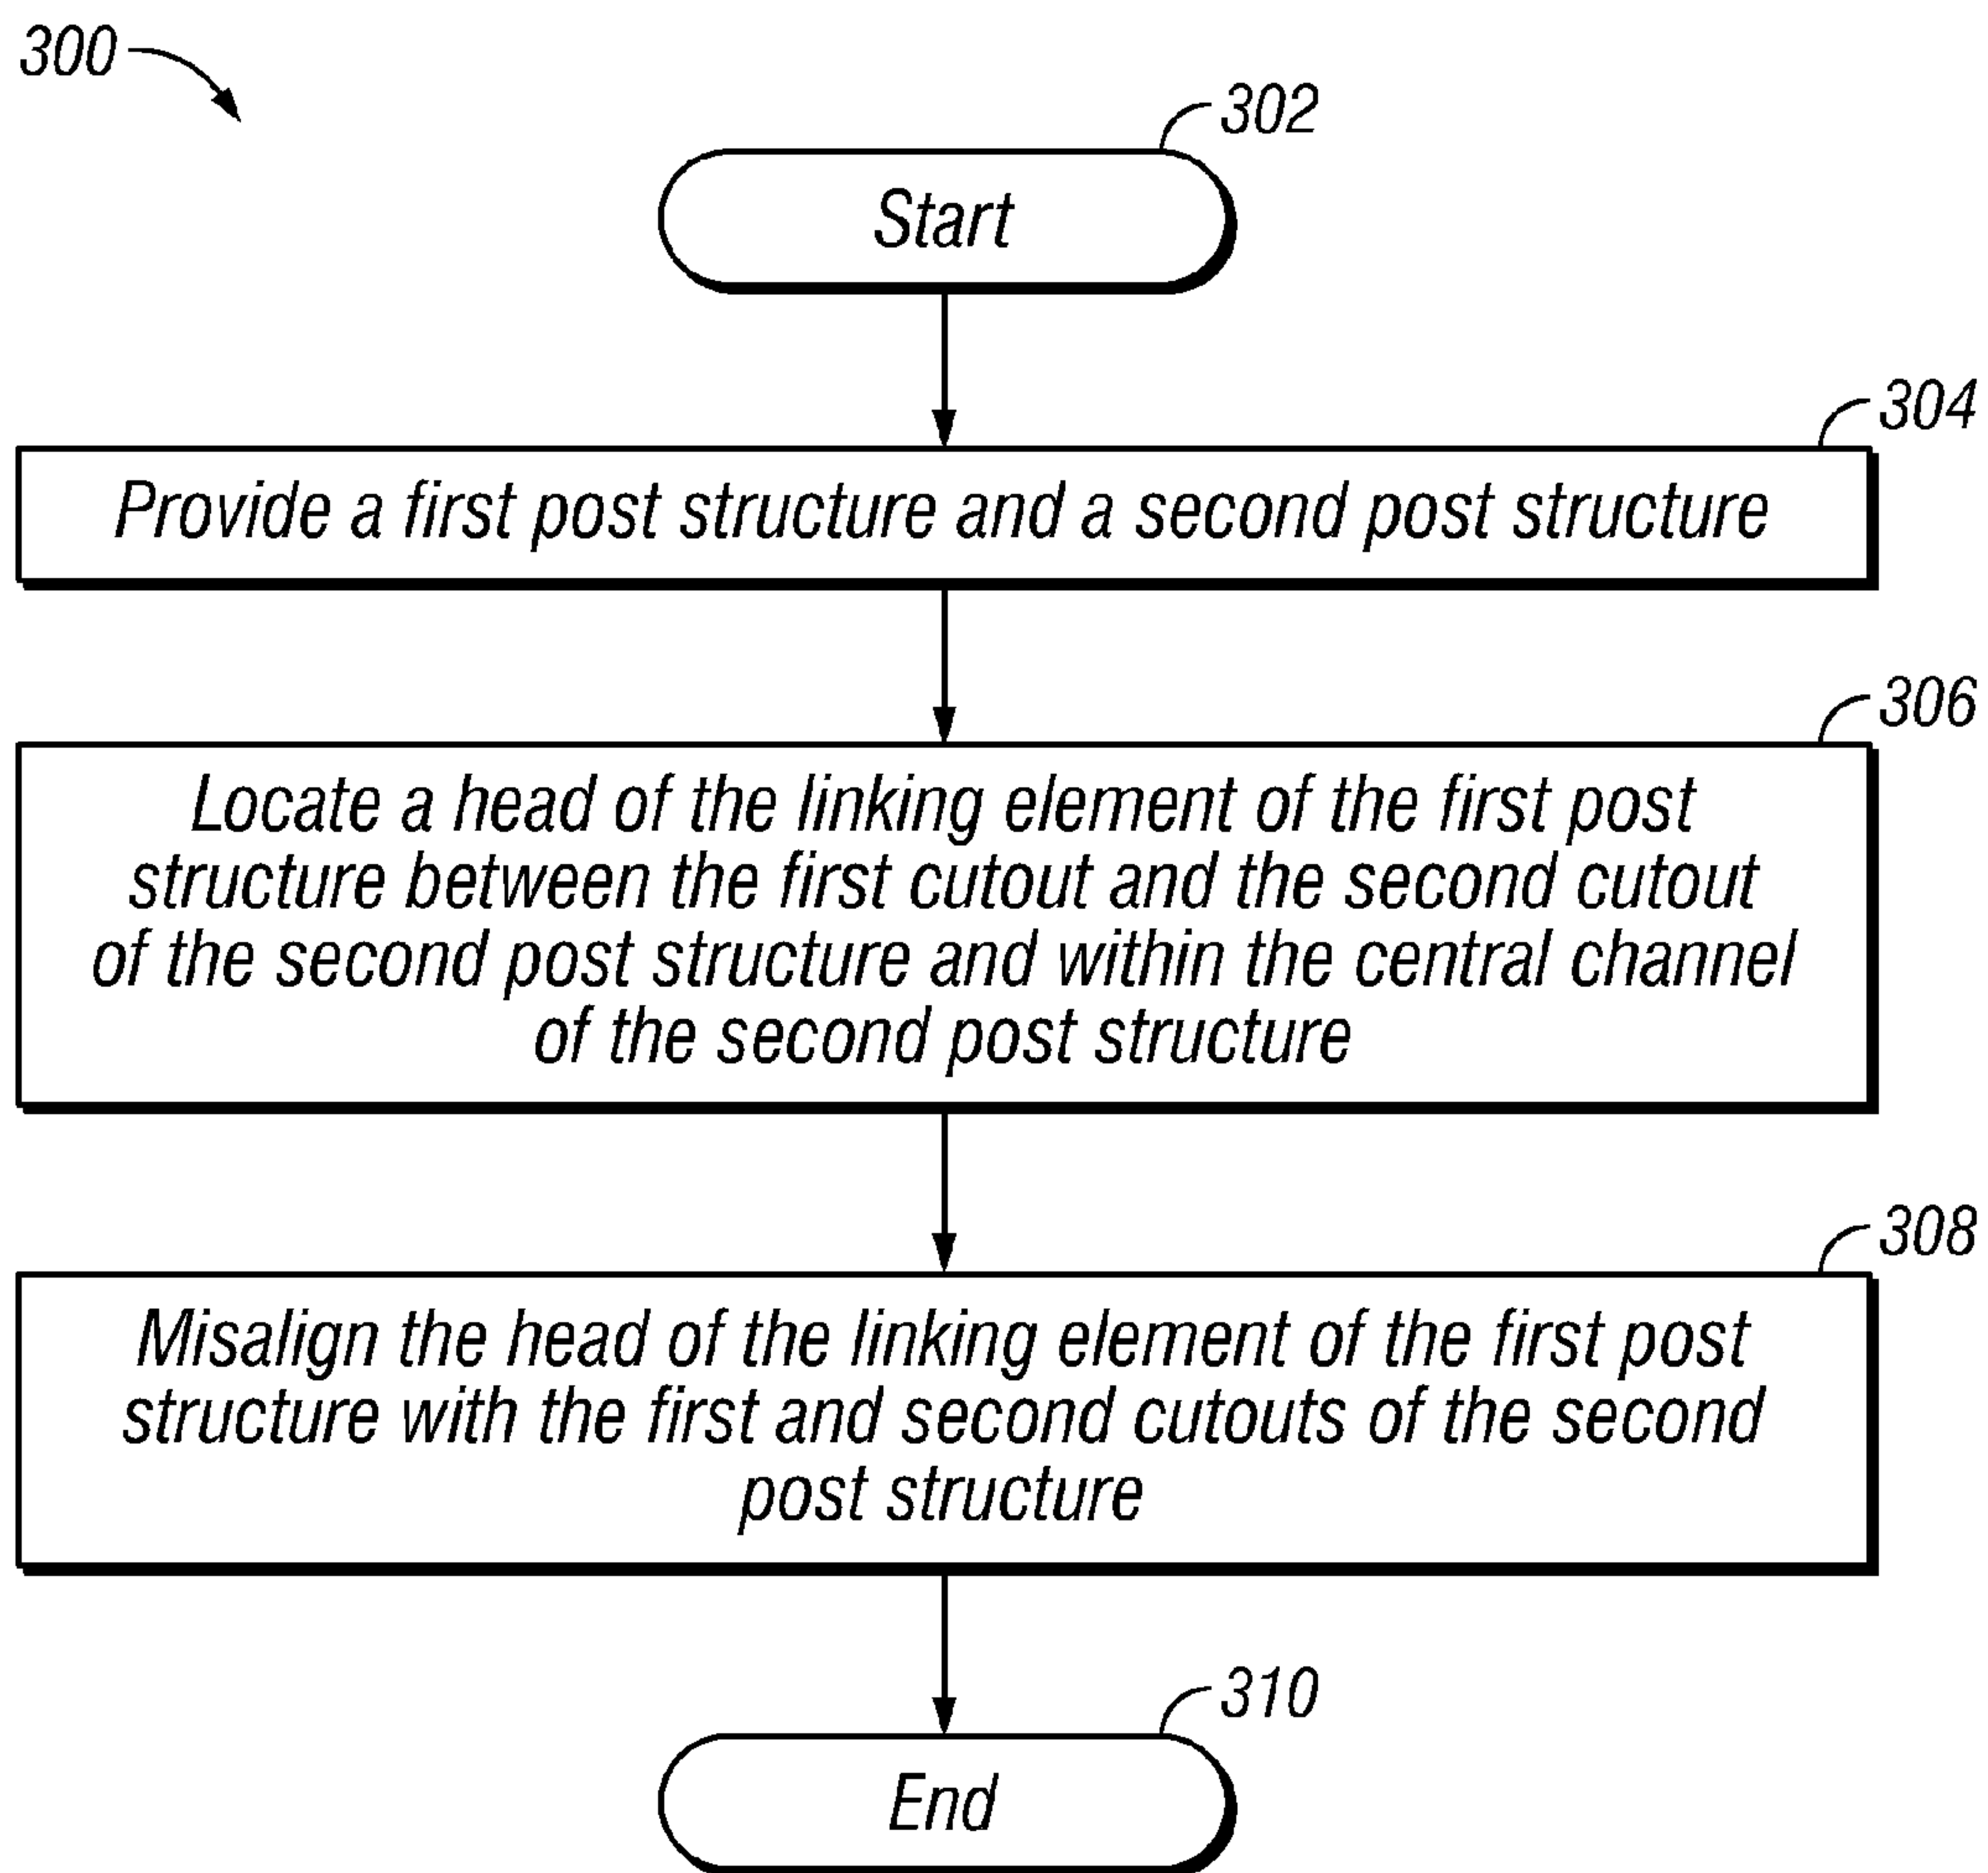 300
302
Start
304
Provide a first post structure and a second post structure
306
Locate a head of the linking element of the first post
structure between the first cutout and the second cutout
of the second post structure and within the central channel
of the second post structure
308
Misalign the head of the linking element of the first post
structure with the first and second cutouts of the second
post structure
310
End